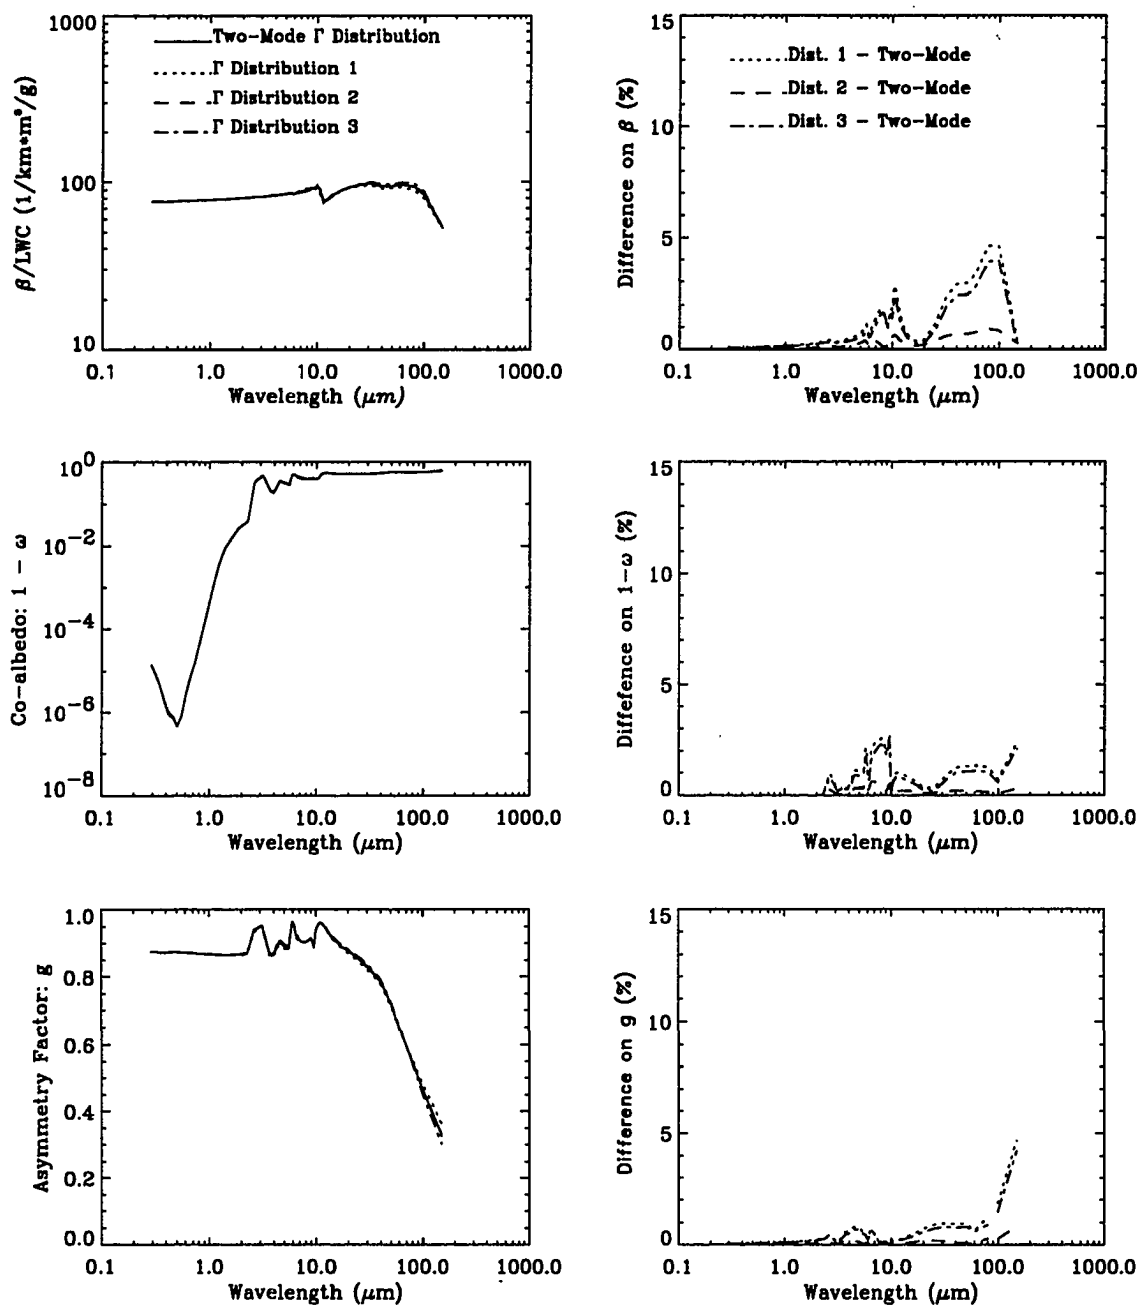 1000
100
10
β/LWC (1/km*m³/g)
Two-Mode Γ Distribution
Γ Distribution 1
Γ Distribution 2
Γ Distribution 3
0.1 1.0 10.0 100.0 1000.0
Wavelength (μm)
15
10
5
0
Difference on β (%)
Dist. 1 - Two-Mode
Dist. 2 - Two-Mode
Dist. 3 - Two-Mode
0.1 1.0 10.0 100.0 1000.0
Wavelength (μm)
10⁰
10⁻²
10⁻⁴
10⁻⁶
10⁻⁸
Co-albedo: 1 - ω
0.1 1.0 10.0 100.0 1000.0
Wavelength (μm)
15
10
5
0
Diffefence on 1-ω (%)
0.1 1.0 10.0 100.0 1000.0
Wavelength (μm)
1.0
0.8
0.6
0.4
0.2
0.0
Asymmetry Factor: g
0.1 1.0 10.0 100.0 1000.0
Wavelength (μm)
15
10
5
0
Difference on g (%)
0.1 1.0 10.0 100.0 1000.0
Wavelength (μm)